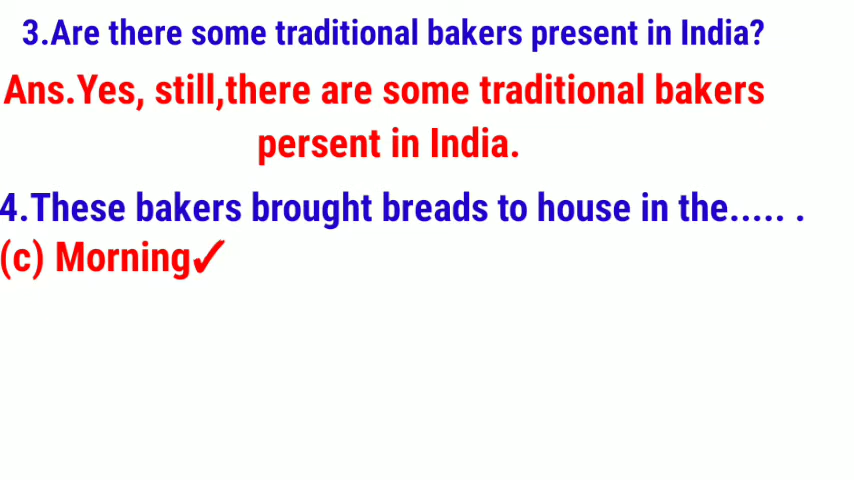 3.Are there some traditional bakers present in India?
Ans.Yes, still,there are some traditional bakers
persent in India.
4.These bakers brought breads to house in the..... .
(c) Morning✓